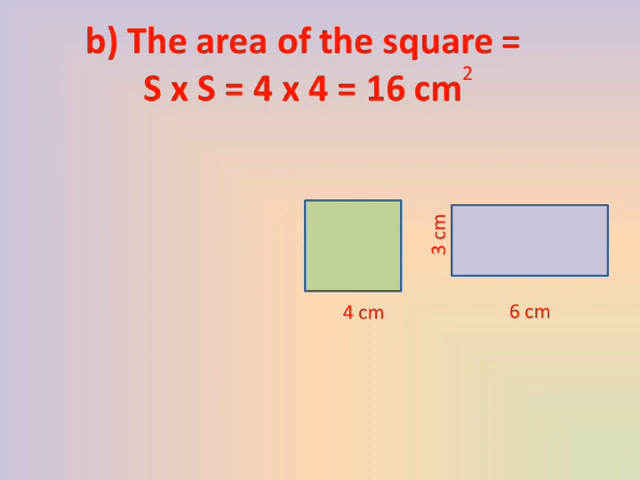 b) The area of the square =
S x S = 4 x 4 = 16 cm²
3 cm
4 cm
6 cm